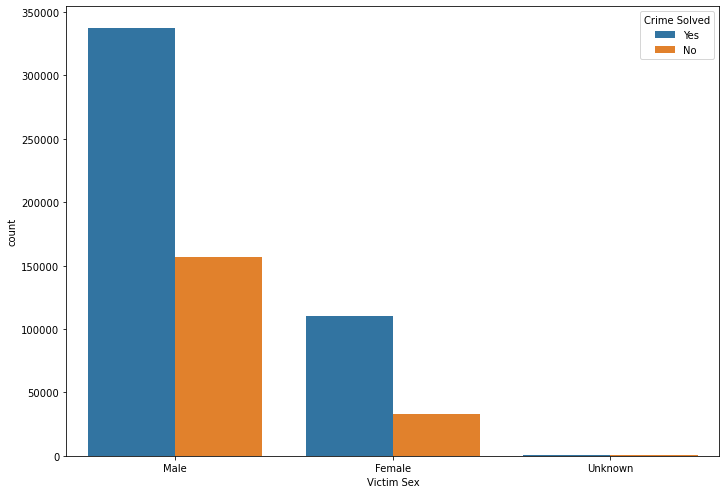 350000
300000
250000
200000
150000
100000
50000
0
count
Male
Female
Unknown
Victim Sex
Crime Solved
Yes
No